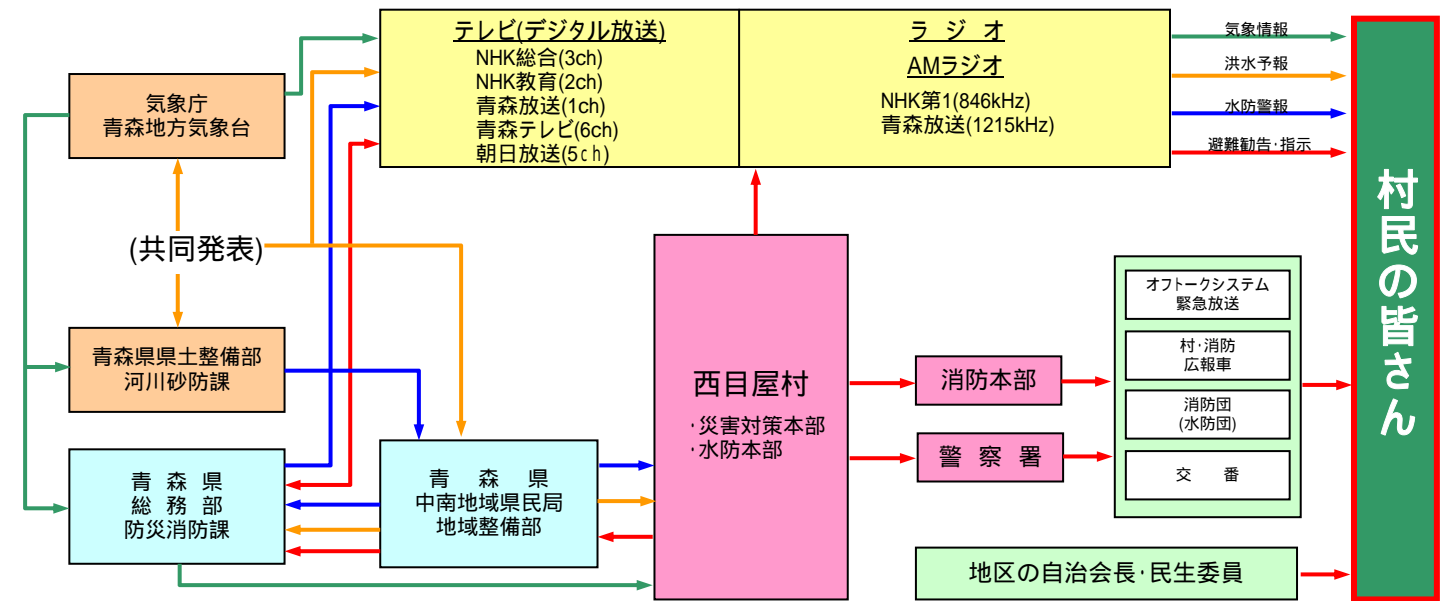 テレビ(デジタル放送)
NHK総合(3ch)
NHK教育(2ch)
青森放送(1ch)
青森テレビ(6ch)
朝日放送(5ch)
ラ ジ オ
AMラジオ
NHK第1(846kHz)
青森放送(1215kHz)
気象情報
洪水予報
水防警報
避難勧告･指示
気象庁
青森地方気象台
(共同発表)
青森県県土整備部
河川砂防課
青 森 県
総 務 部
防災消防課
青 森 県
中南地域県民局
地域整備部
西目屋村
･災害対策本部
･水防本部
消防本部
警 察 署
オフトークシステム
緊急放送
村･消防
広報車
消防団
(水防団)
交 番
地区の自治会長･民生委員
村民の皆さん